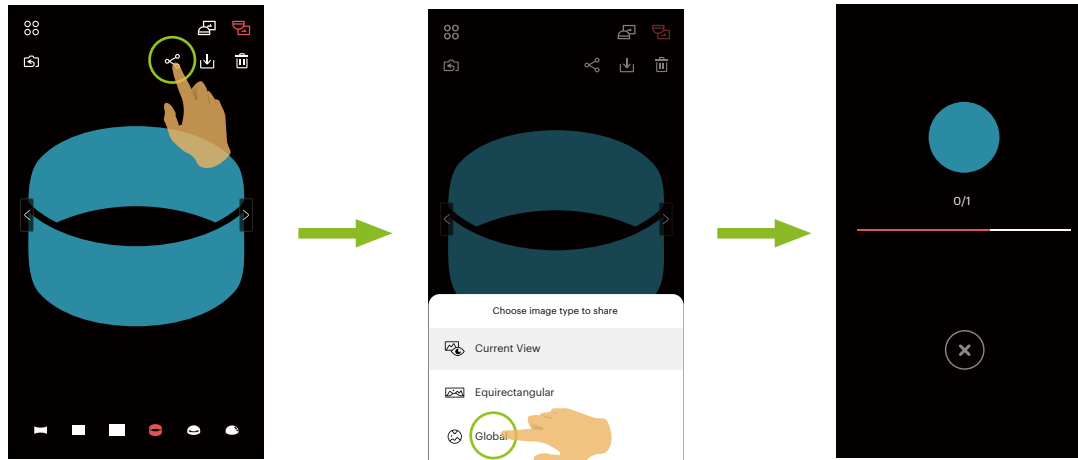 Choose image type to share
Current View
Equirectangular
Global
0/1